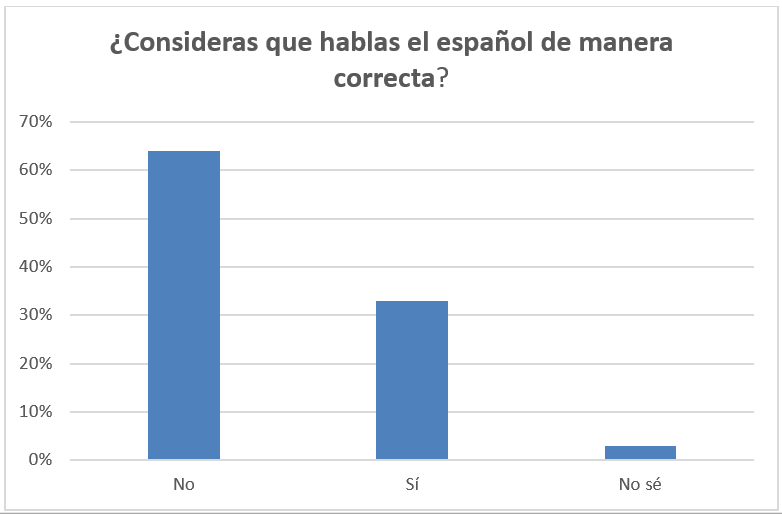 ¿Consideras que hablas el español de manera
correcta?
70%
60%
50%
40%
30%
20%
10%
0%
No Sí No sé